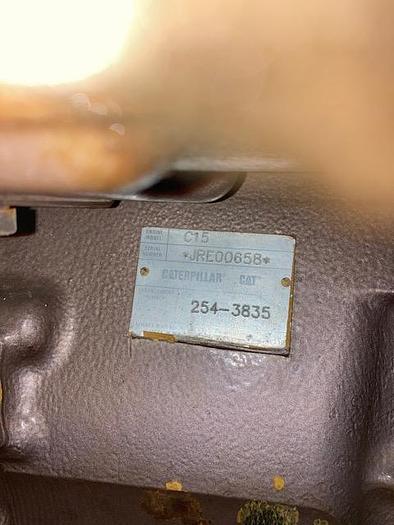 ENGINE MODEL C15
SERIAL NUMBER *JRE00658*
CATERPILLAR CAT
254-3835